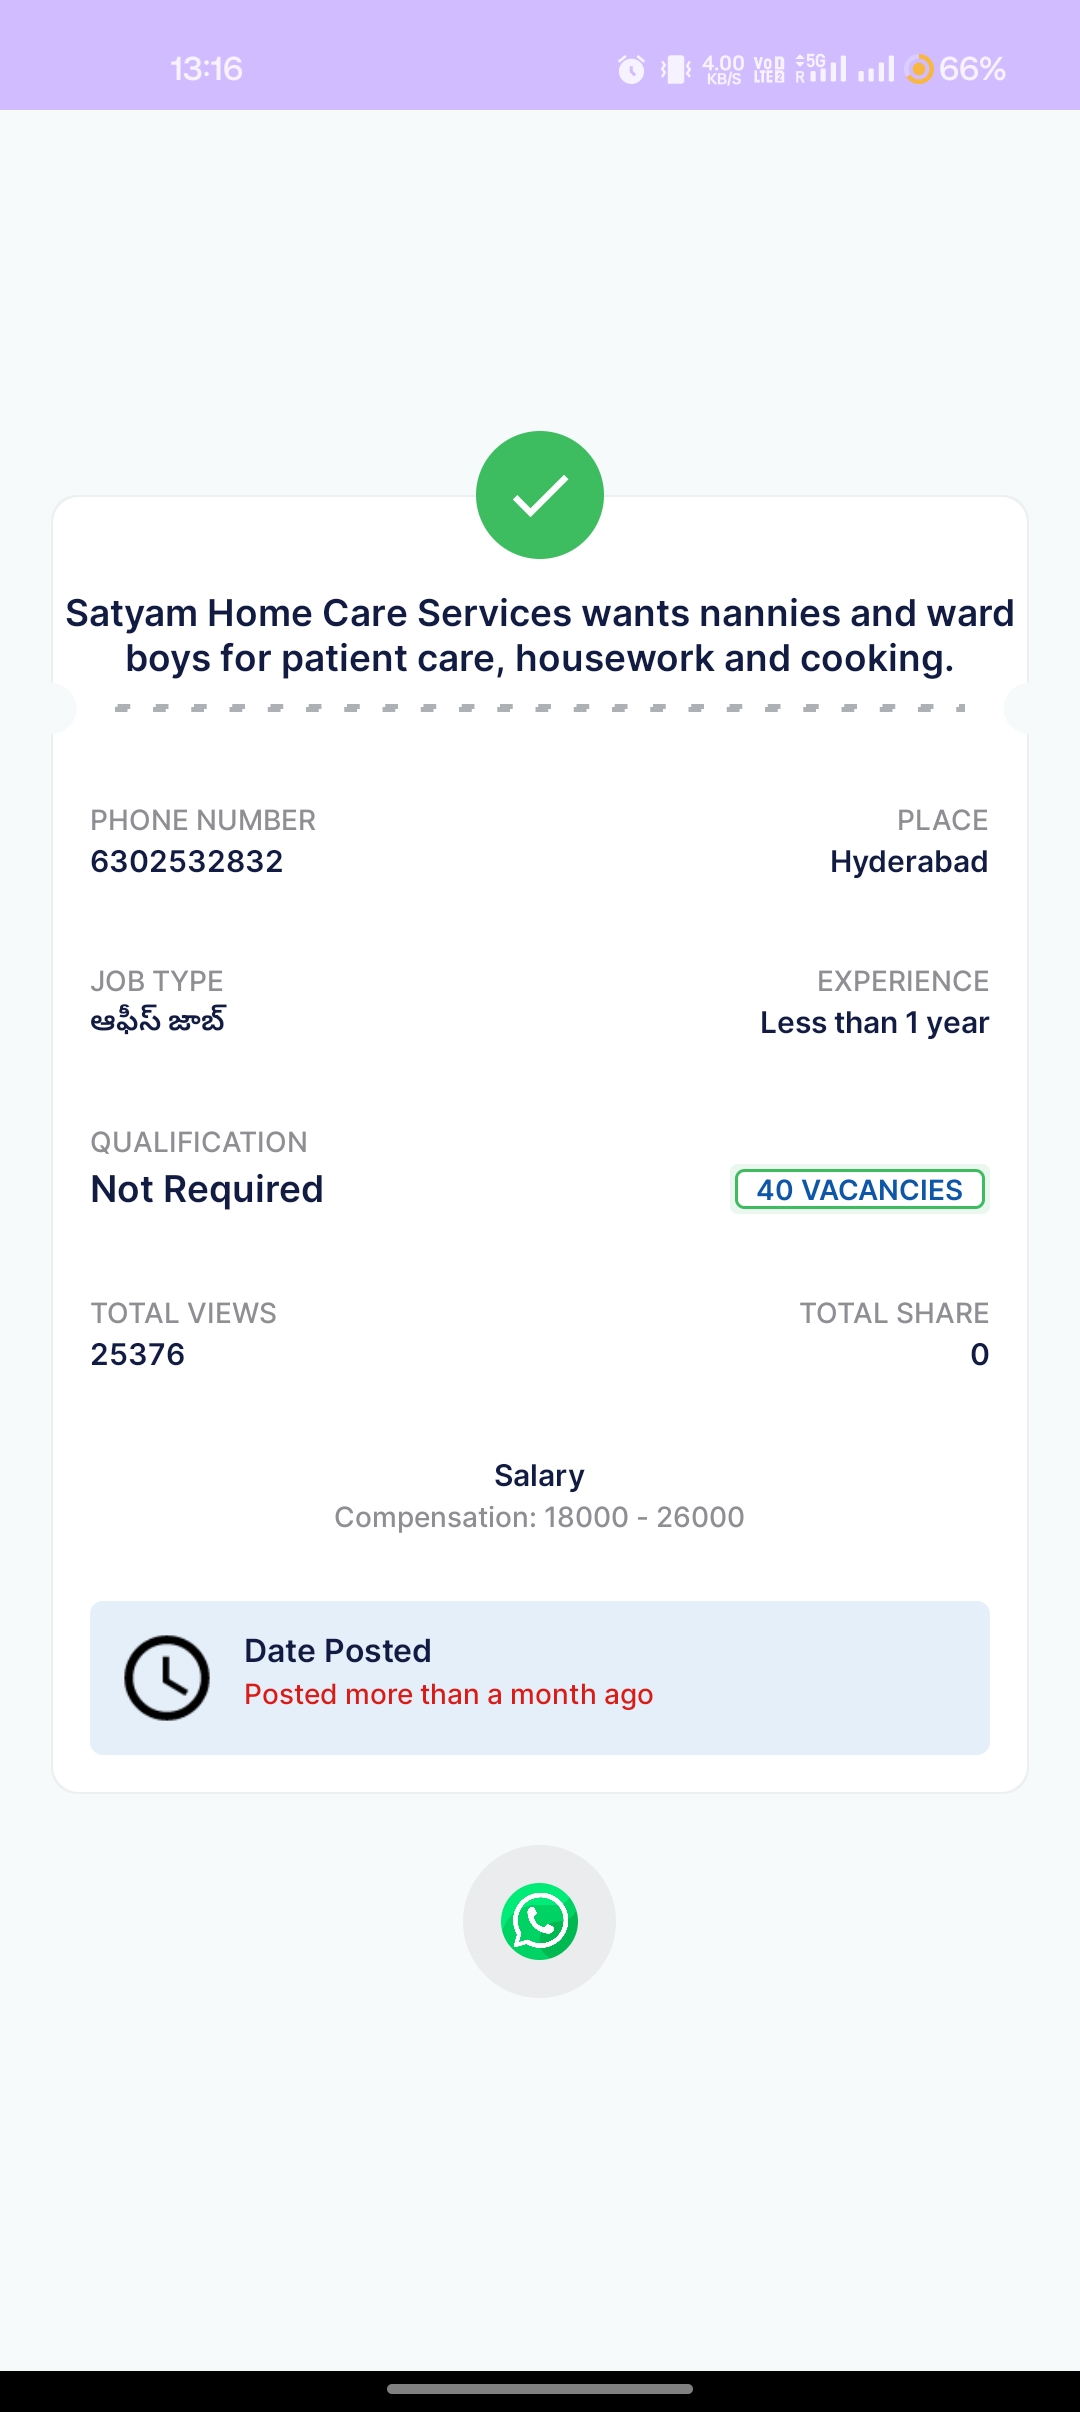 13:16
4.00 KB/S
VoD LTE2
5G
R
66%
Satyam Home Care Services wants nannies and ward
boys for patient care, housework and cooking.
PHONE NUMBER
PLACE
6302532832
Hyderabad
JOB TYPE
EXPERIENCE
ఆఫీస్ జాబ్
Less than 1 year
QUALIFICATION
Not Required
40 VACANCIES
TOTAL VIEWS
TOTAL SHARE
25376
0
Salary
Compensation: 18000 - 26000
Date Posted
Posted more than a month ago